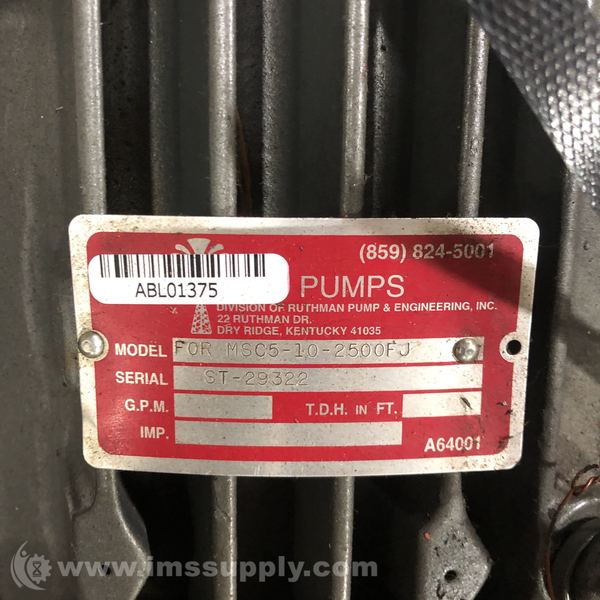 (859) 824-5001
ABL01375
PUMPS
DIVISION OF RUTHMAN PUMP & ENGINEERING, INC.
22 RUTHMAN DR.
DRY RIDGE, KENTUCKY 41035
MODEL FOR MSC5-10-2500FJ
SERIAL ST-29322
G.P.M. T.D.H. IN FT.
IMP.
A64001
www.imssupply.com